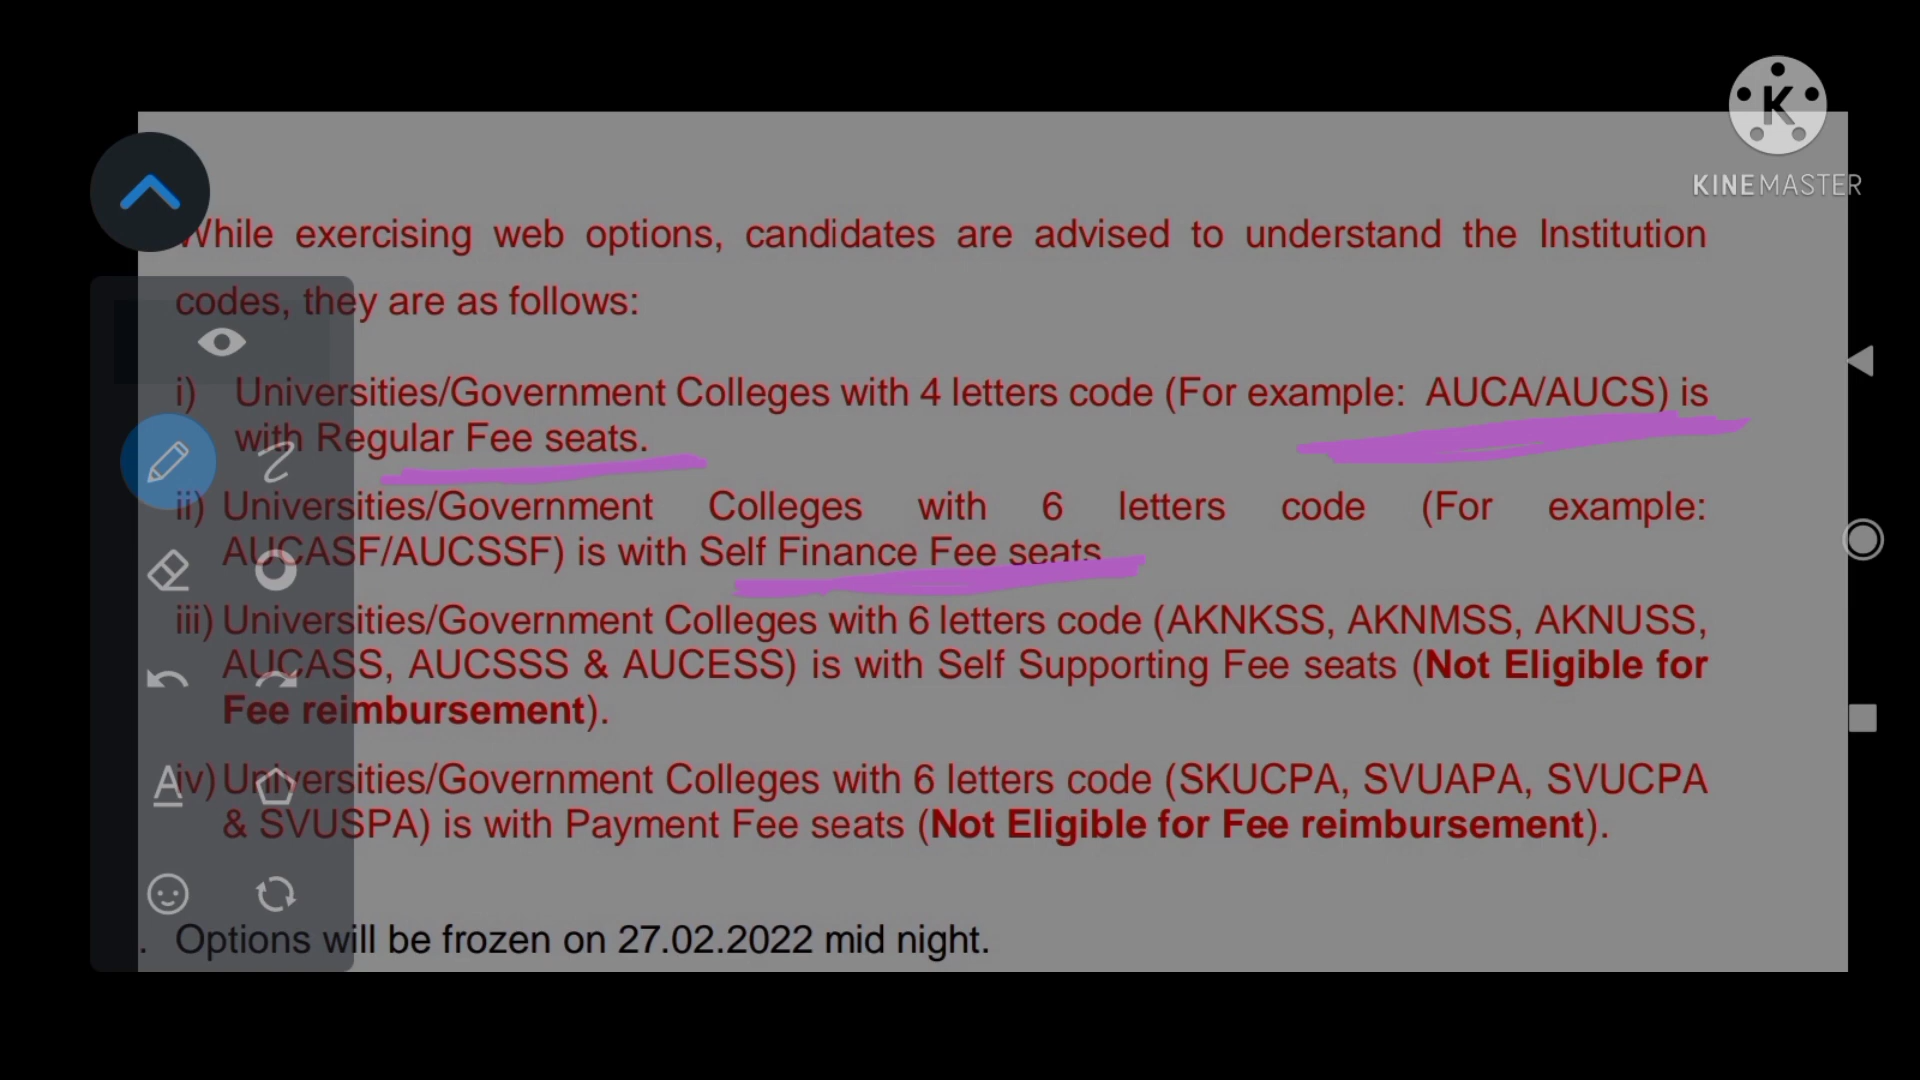 KINEMASTER
While exercising web options, candidates are advised to understand the Institution
codes, they are as follows:
i) Universities/Government Colleges with 4 letters code (For example: AUCA/AUCS) is
with Regular Fee seats.
ii) Universities/Government Colleges with 6 letters code (For example:
AUCASF/AUCSSF) is with Self Finance Fee seats
iii) Universities/Government Colleges with 6 letters code (AKNKSS, AKNMSS, AKNUSS,
AUCASS, AUCSSS & AUCESS) is with Self Supporting Fee seats (Not Eligible for
Fee reimbursement).
iv) Universities/Government Colleges with 6 letters code (SKUCPA, SVUAPA, SVUCPA
& SVUSPA) is with Payment Fee seats (Not Eligible for Fee reimbursement).
. Options will be frozen on 27.02.2022 mid night.